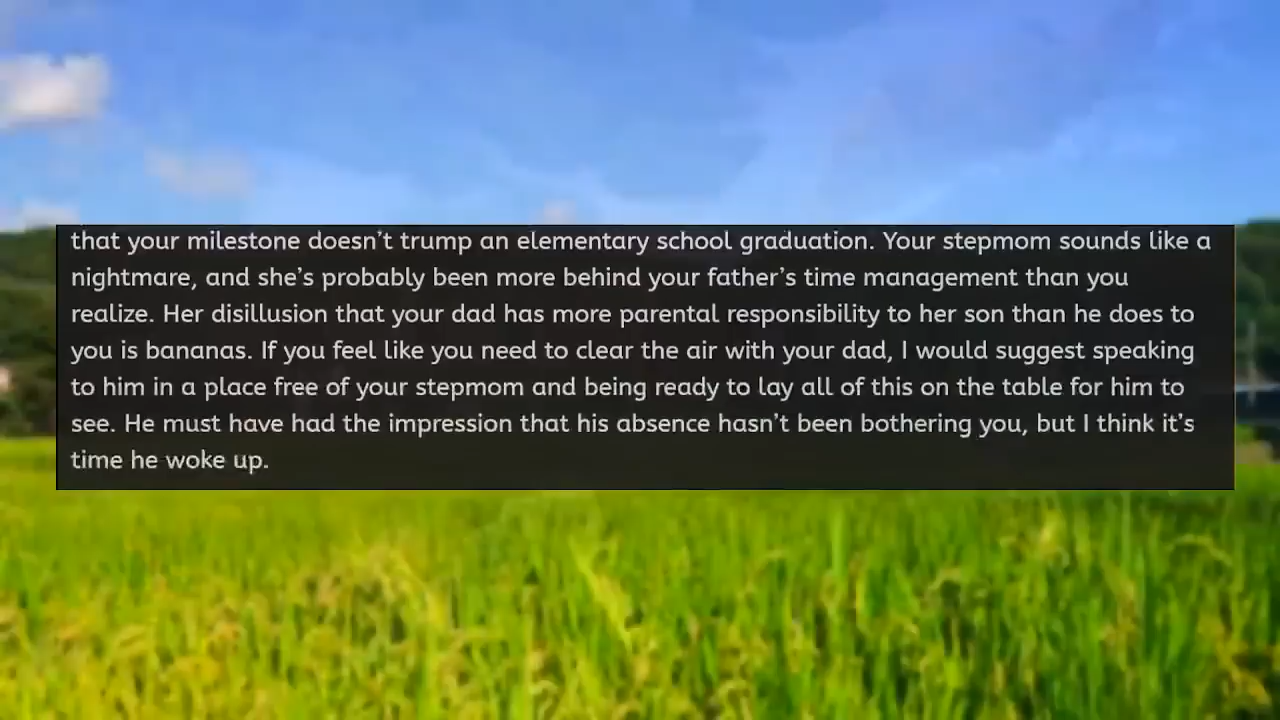 that your milestone doesn't trump an elementary school graduation. Your stepmom sounds like a
nightmare, and she's probably been more behind your father's time management than you
realize. Her disillusion that your dad has more parental responsibility to her son than he does to
you is bananas. If you feel like you need to clear the air with your dad, I would suggest speaking
to him in a place free of your stepmom and being ready to lay all of this on the table for him to
see. He must have had the impression that his absence hasn't been bothering you, but I think it's
time he woke up.